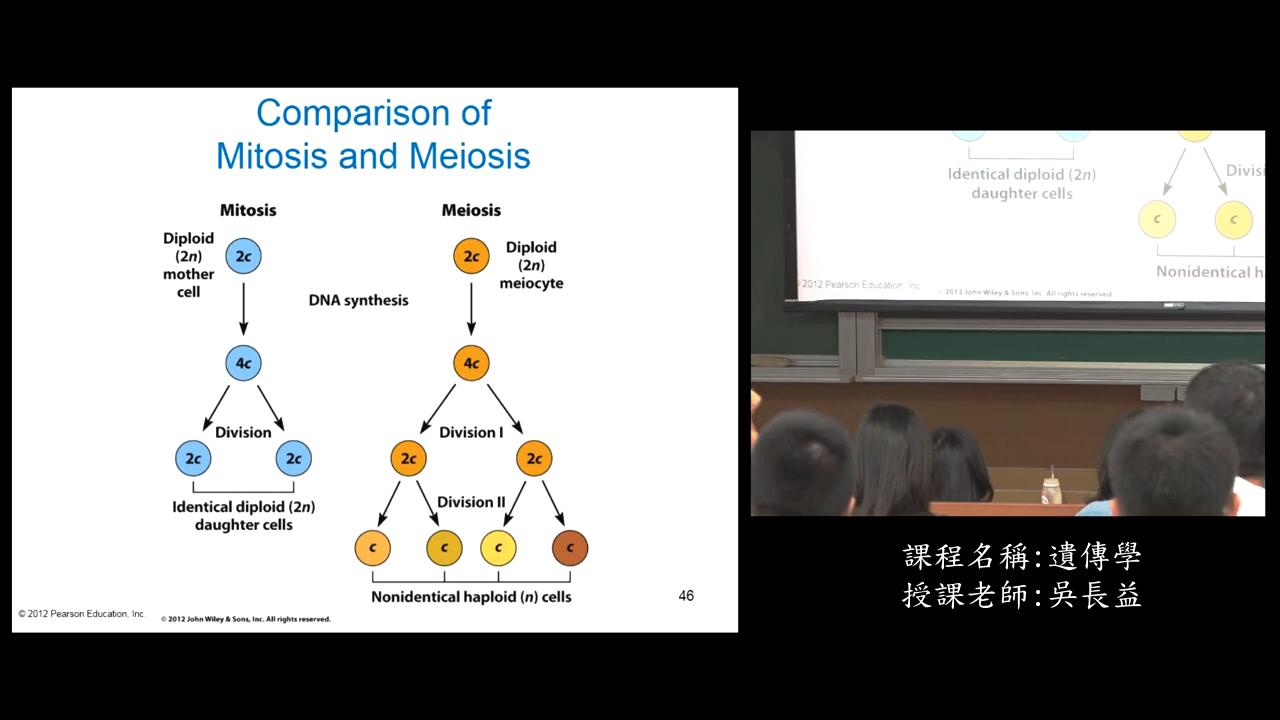 Comparison of
Mitosis and Meiosis
Mitosis
Meiosis
Diploid
(2n)
mother
cell
2c
2c
Diploid
(2n)
meiocyte
DNA synthesis
4c
4c
Division
Division I
2c
2c
2c
2c
Identical diploid (2n)
daughter cells
Division II
c
c
c
c
Nonidentical haploid (n) cells
46
© 2012 Pearson Education, Inc.
© 2012 John Wiley & Sons, Inc. All rights reserved.
Identical diploid (2n)
daughter cells
Divisi
c
c
Nonidentical h
2012 Pearson Education, Inc.
© 2012 John Wiley & Sons, Inc. All rights reserved.
課程名稱:遺傳學
授課老師:吳長益